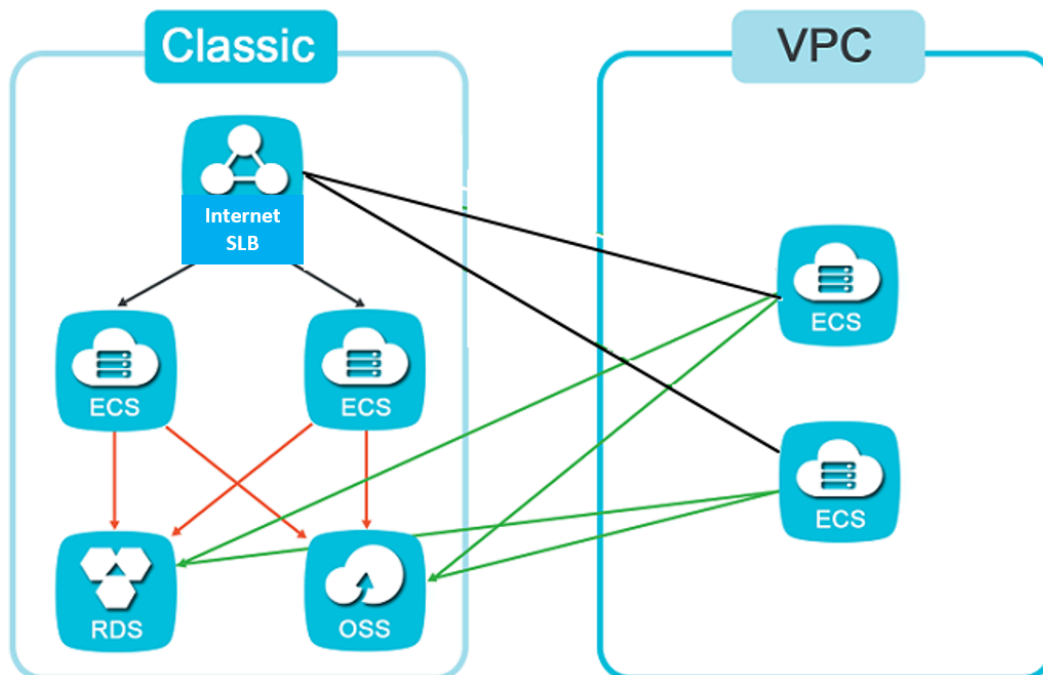 Classic
VPC
Internet
SLB
ECS
ECS
ECS
ECS
RDS
OSS